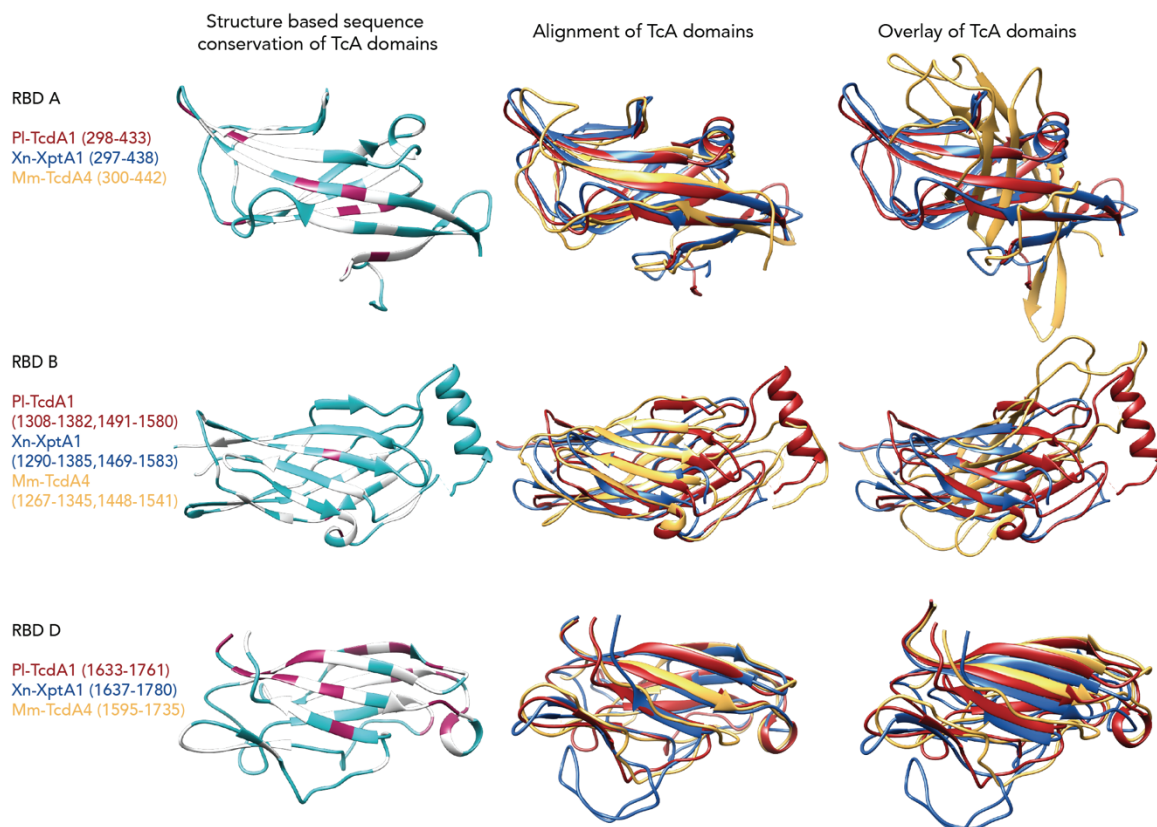 Structure based sequence
conservation of TcA domains
Alignment of TcA domains
Overlay of TcA domains
RBD A
Pl-TcdA1 (298-433)
Xn-XptA1 (297-438)
Mm-TcdA4 (300-442)
RBD B
Pl-TcdA1
(1308-1382,1491-1580)
Xn-XptA1
(1290-1385,1469-1583)
Mm-TcdA4
(1267-1345,1448-1541)
RBD D
Pl-TcdA1 (1633-1761)
Xn-XptA1 (1637-1780)
Mm-TcdA4 (1595-1735)